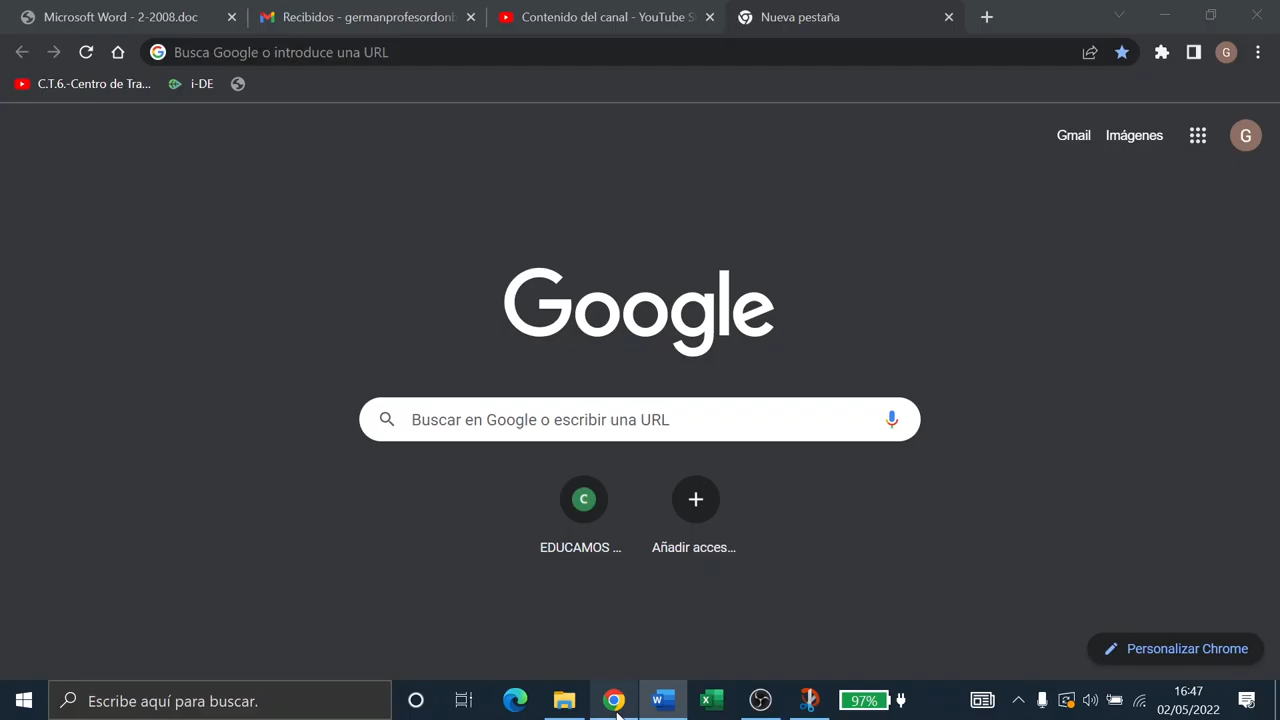 Microsoft Word - 2-2008.doc
Recibidos - germanprofesordonb
Contenido del canal - YouTube S
Nueva pestaña
Busca Google o introduce una URL
G
C.T.6.-Centro de Tra...
i-DE
Gmail
Imágenes
G
Google
Buscar en Google o escribir una URL
C
EDUCAMOS ...
Añadir acces...
Personalizar Chrome
Escribe aquí para buscar.
97%
16:47
02/05/2022